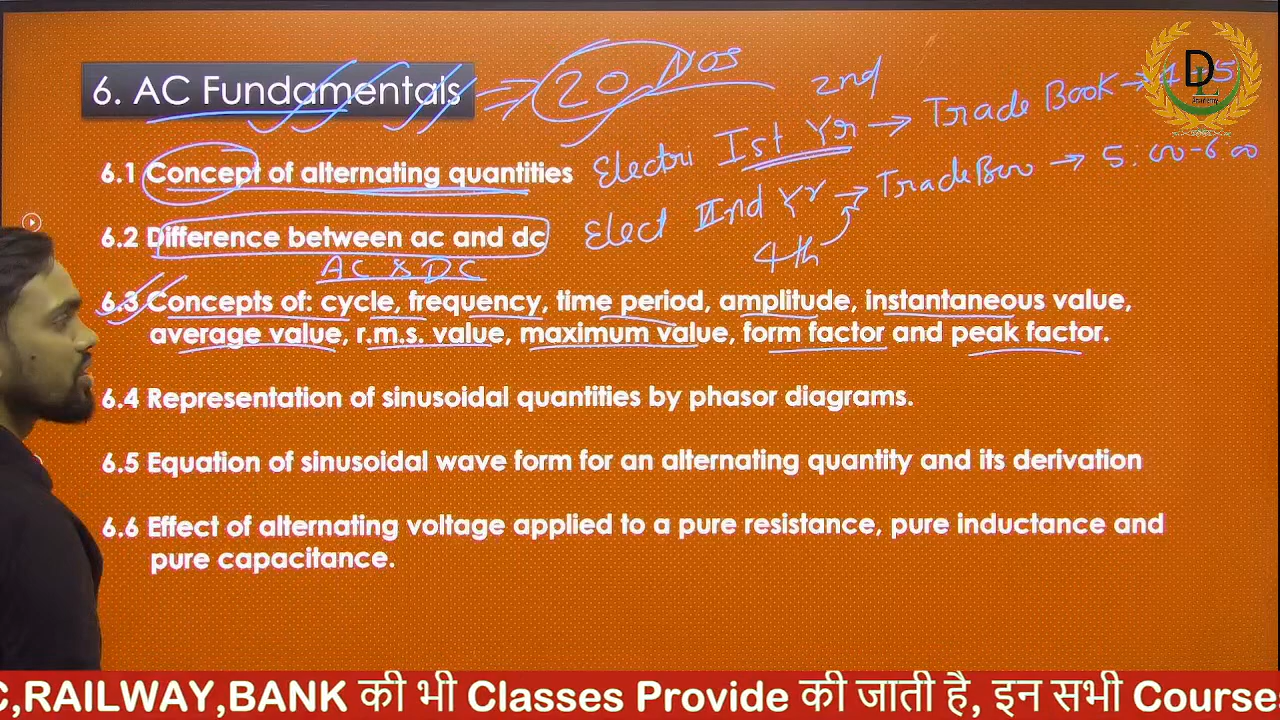 6. AC Fundamentals
20 Nos
2nd
Electri Ist Yr → Trade Book →
6.1 Concept of alternating quantities
Elect IInd Yr → Trade Boo → 5:00-6:00
4th
6.2 Difference between ac and dc
AC & DC
6.3 Concepts of: cycle, frequency, time period, amplitude, instantaneous value,
average value, r.m.s. value, maximum value, form factor and peak factor.
6.4 Representation of sinusoidal quantities by phasor diagrams.
6.5 Equation of sinusoidal wave form for an alternating quantity and its derivation
6.6 Effect of alternating voltage applied to a pure resistance, pure inductance and
pure capacitance.
DL
Academy
C,RAILWAY,BANK की भी Classes Provide की जाती है, इन सभी Course